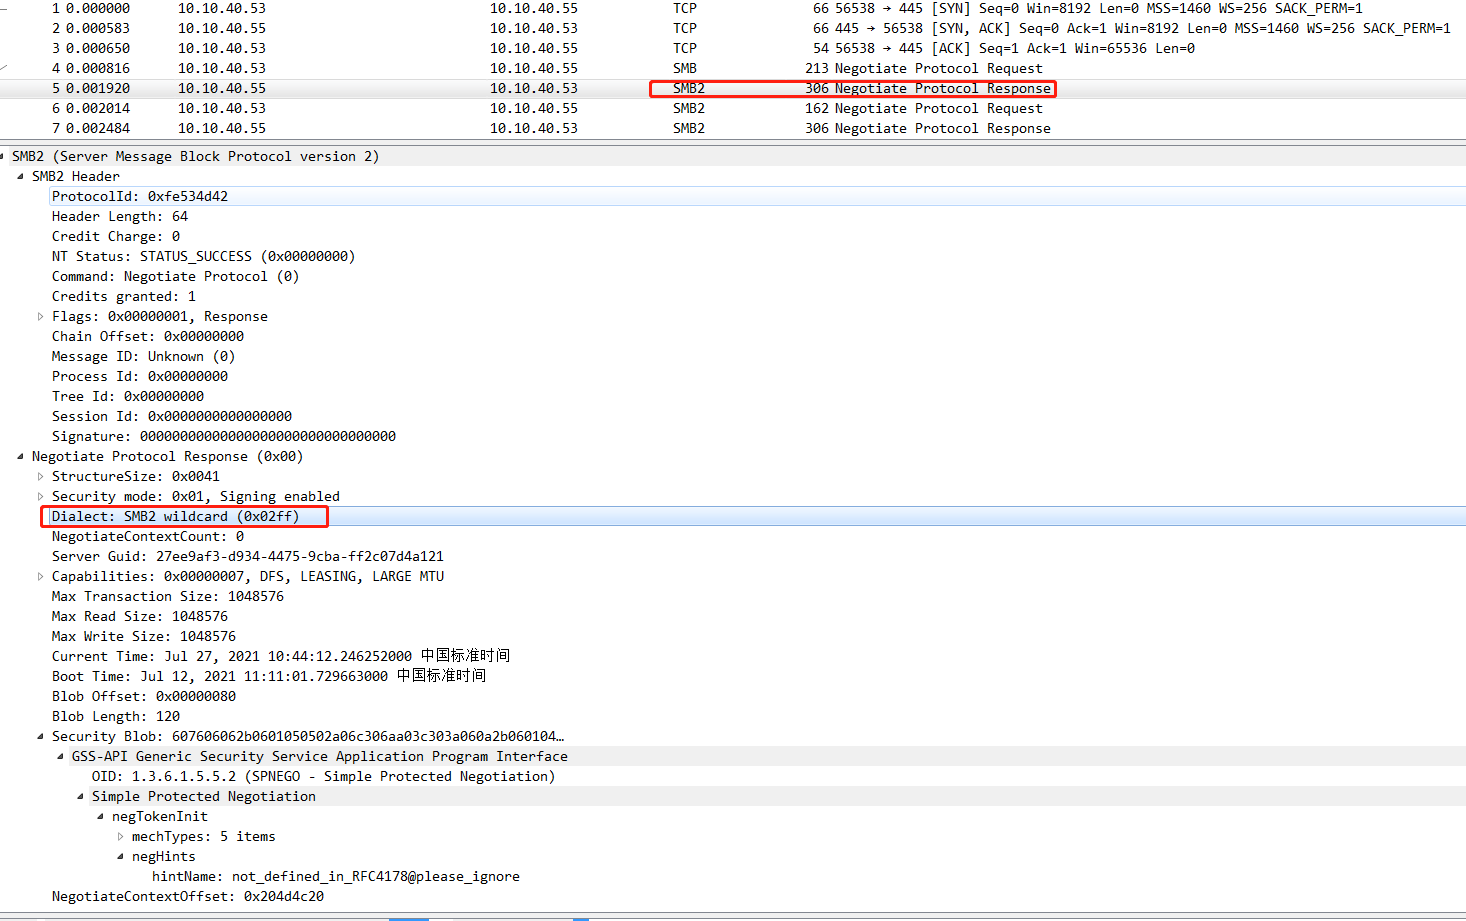 1 0.000000 10.10.40.53 10.10.40.55 TCP 66 56538 → 445 [SYN] Seq=0 Win=8192 Len=0 MSS=1460 WS=256 SACK_PERM=1
2 0.000583 10.10.40.55 10.10.40.53 TCP 66 445 → 56538 [SYN, ACK] Seq=0 Ack=1 Win=8192 Len=0 MSS=1460 WS=256 SACK_PERM=1
3 0.000650 10.10.40.53 10.10.40.55 TCP 54 56538 → 445 [ACK] Seq=1 Ack=1 Win=65536 Len=0
4 0.000816 10.10.40.53 10.10.40.55 SMB 213 Negotiate Protocol Request
5 0.001920 10.10.40.55 10.10.40.53 SMB2 306 Negotiate Protocol Response
6 0.002014 10.10.40.53 10.10.40.55 SMB2 162 Negotiate Protocol Request
7 0.002484 10.10.40.55 10.10.40.53 SMB2 306 Negotiate Protocol Response
SMB2 (Server Message Block Protocol version 2)
SMB2 Header
ProtocolId: 0xfe534d42
Header Length: 64
Credit Charge: 0
NT Status: STATUS_SUCCESS (0x00000000)
Command: Negotiate Protocol (0)
Credits granted: 1
Flags: 0x00000001, Response
Chain Offset: 0x00000000
Message ID: Unknown (0)
Process Id: 0x00000000
Tree Id: 0x00000000
Session Id: 0x0000000000000000
Signature: 00000000000000000000000000000000
Negotiate Protocol Response (0x00)
StructureSize: 0x0041
Security mode: 0x01, Signing enabled
Dialect: SMB2 wildcard (0x02ff)
NegotiateContextCount: 0
Server Guid: 27ee9af3-d934-4475-9cba-ff2c07d4a121
Capabilities: 0x00000007, DFS, LEASING, LARGE MTU
Max Transaction Size: 1048576
Max Read Size: 1048576
Max Write Size: 1048576
Current Time: Jul 27, 2021 10:44:12.246252000 中国标准时间
Boot Time: Jul 12, 2021 11:11:01.729663000 中国标准时间
Blob Offset: 0x00000080
Blob Length: 120
Security Blob: 607606062b0601050502a06c306aa03c303a060a2b060104…
GSS-API Generic Security Service Application Program Interface
OID: 1.3.6.1.5.5.2 (SPNEGO - Simple Protected Negotiation)
Simple Protected Negotiation
negTokenInit
mechTypes: 5 items
negHints
hintName: not_defined_in_RFC4178@please_ignore
NegotiateContextOffset: 0x204d4c20